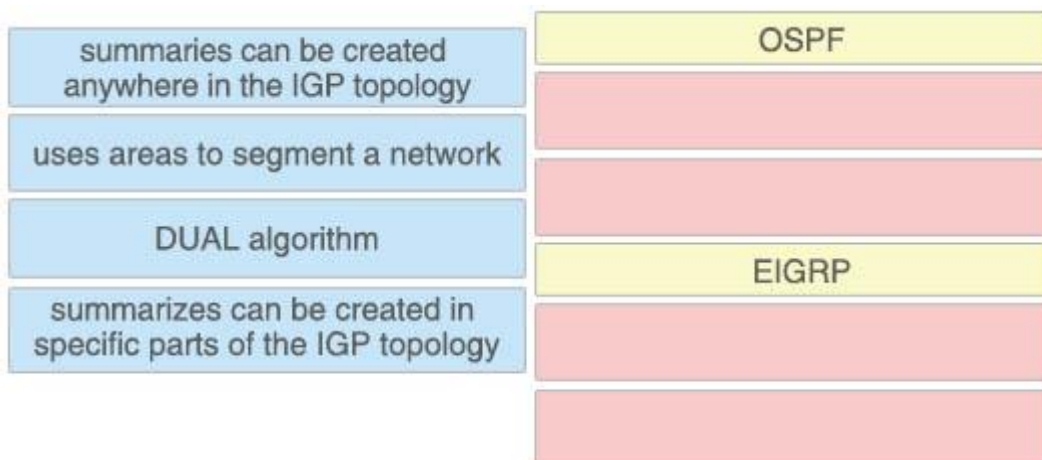 summaries can be created
anywhere in the IGP topology
uses areas to segment a network
DUAL algorithm
summarizes can be created in
specific parts of the IGP topology
OSPF
EIGRP